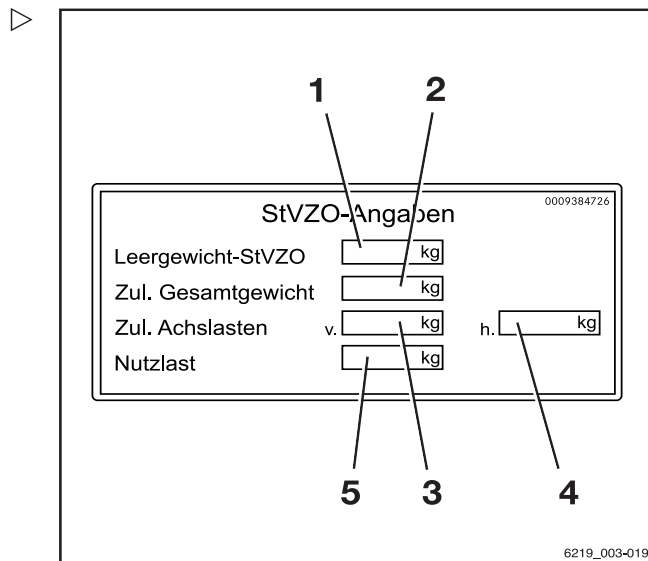 1 2
0009384726
StVZO-Angaben
Leergewicht-StVZO kg
Zul. Gesamtgewicht kg
Zul. Achslasten v. kg h. kg
Nutzlast kg
5 3 4
6219_003-019